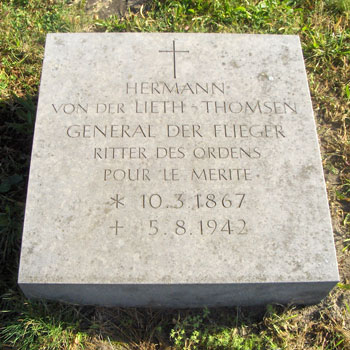 HERMANN
VON DER LIETH-THOMSEN
GENERAL DER FLIEGER
RITTER DES ORDENS
POUR LE MERITE
* 10.3.1867
+ 5.8.1942